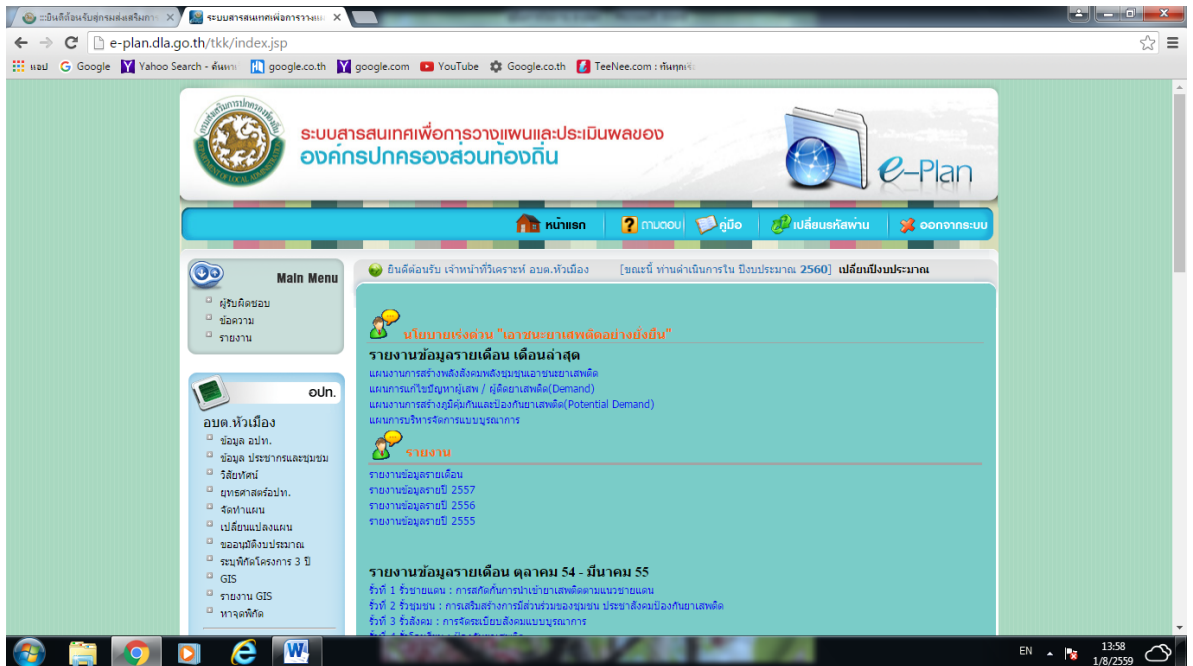 :::ยินดีต้อนรับสู่กรมส่งเสริมการ
ระบบสารสนเทศเพื่อการวางแผ
e-plan.dla.go.th/tkk/index.jsp
แอป Google Yahoo Search - ค้นหา google.co.th google.com YouTube Google.co.th TeeNee.com : ทันทุก
ระบบสารสนเทศเพื่อการวางแผนและประเมินผลของ
องค์กรปกครองส่วนท้องถิ่น
e-Plan
หน้าแรก ถามตอบ คู่มือ เปลี่ยนรหัสผ่าน ออกจากระบบ
Main Menu
ผู้รับผิดชอบ
ข้อความ
รายงาน
อปท.
อบต.หัวเมือง
ข้อมูล อปท.
ข้อมูล ประชากรและชุมชน
วิสัยทัศน์
ยุทธศาสตร์อปท.
จัดทำแผน
เปลี่ยนแปลงแผน
ขออนุมัติงบประมาณ
ระบุพิกัดโครงการ 3 ปี
GIS
รายงาน GIS
หาจุดพิกัด
ยินดีต้อนรับ เจ้าหน้าที่วิเคราะห์ อบต.หัวเมือง [ขณะนี้ ท่านดำเนินการใน ปีงบประมาณ 2560] เปลี่ยนปีงบประมาณ
นโยบายเร่งด่วน "เอาชนะยาเสพติดอย่างยั่งยืน"
รายงานข้อมูลรายเดือน เดือนล่าสุด
แผนงานการสร้างพลังสังคมพลังชุมชนเอาชนะยาเสพติด
แผนการแก้ไขปัญหาผู้เสพ / ผู้ติดยาเสพติด(Demand)
แผนงานการสร้างภูมิคุ้มกันและป้องกันยาเสพติด(Potential Demand)
แผนการบริหารจัดการแบบบูรณาการ
รายงาน
รายงานข้อมูลรายเดือน
รายงานข้อมูลรายปี 2557
รายงานข้อมูลรายปี 2556
รายงานข้อมูลรายปี 2555
รายงานข้อมูลรายเดือน ตุลาคม 54 - มีนาคม 55
รั้วที่ 1 รั้วชายแดน : การสกัดกั้นการนำเข้ายาเสพติดตามแนวชายแดน
รั้วที่ 2 รั้วชุมชน : การเสริมสร้างการมีส่วนร่วมของชุมชน ประชาสังคมป้องกันยาเสพติด
รั้วที่ 3 รั้วสังคม : การจัดระเบียบสังคมแบบบูรณาการ
EN
13:58
1/8/2559